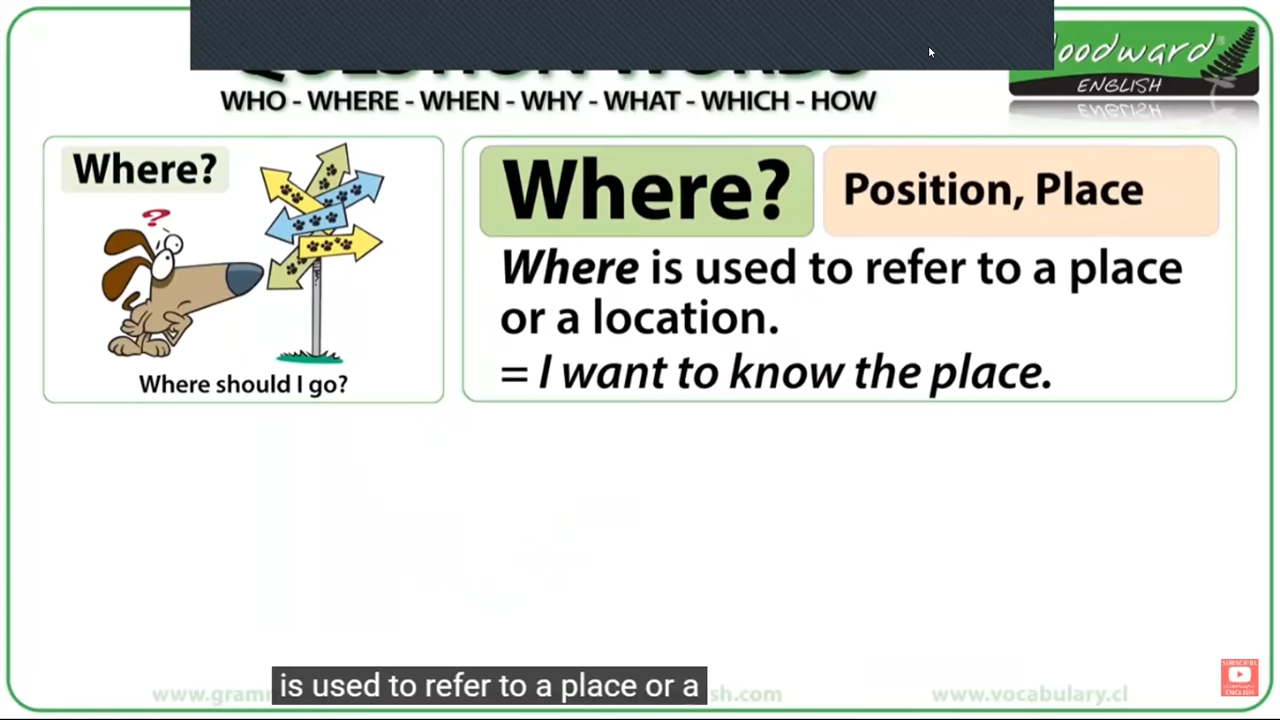 WHO - WHERE - WHEN - WHY - WHAT - WHICH - HOW
ENGLISH
Where?
?
Where should I go?
Where?
Position, Place
Where is used to refer to a place
or a location.
= I want to know the place.
is used to refer to a place or a
www.vocabulary.cl
SUBSCRIBE
ENGLISH